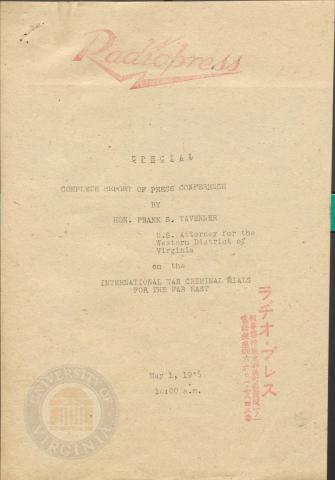 Radiopress
SPECIAL
COMPLETE REPORT OF PRESS CONFERENCE
BY
HON. FRANK S. TAVENNER
U.S. Attorney for the
Western District of
Virginia
on the
INTERNATIONAL WAR CRIMINAL TRIALS
FOR THE FAR EAST
ラヂオ・プレス
May 1,
10:00 a.m.
UNIVERSITY OF VIRGINIA